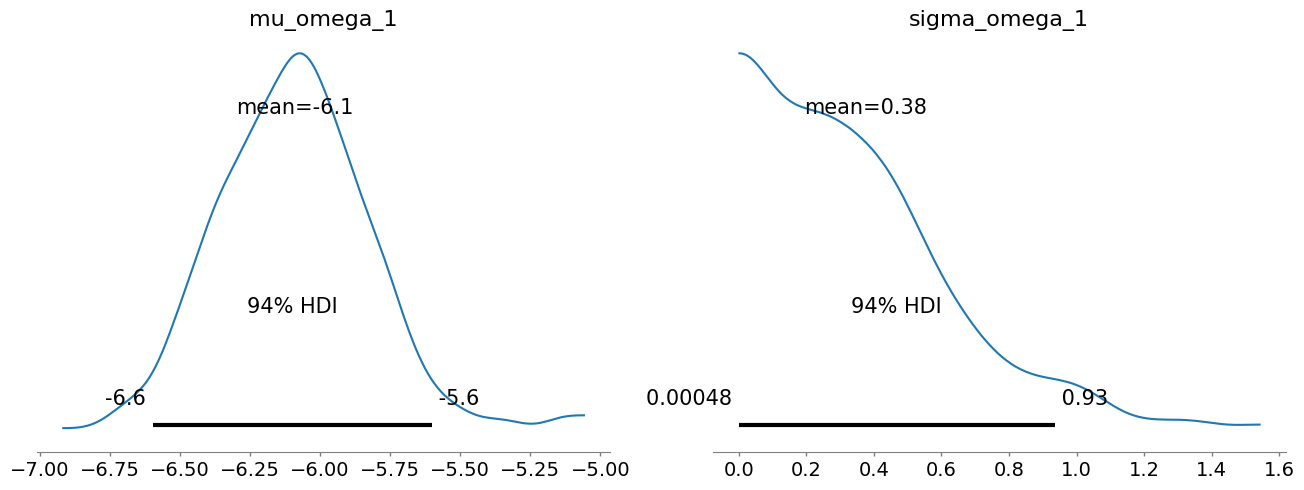 mu_omega_1
mean=-6.1
94% HDI
-6.6
-5.6
−7.00 −6.75 −6.50 −6.25 −6.00 −5.75 −5.50 −5.25 −5.00
sigma_omega_1
mean=0.38
94% HDI
0.00048
0.93
0.0 0.2 0.4 0.6 0.8 1.0 1.2 1.4 1.6